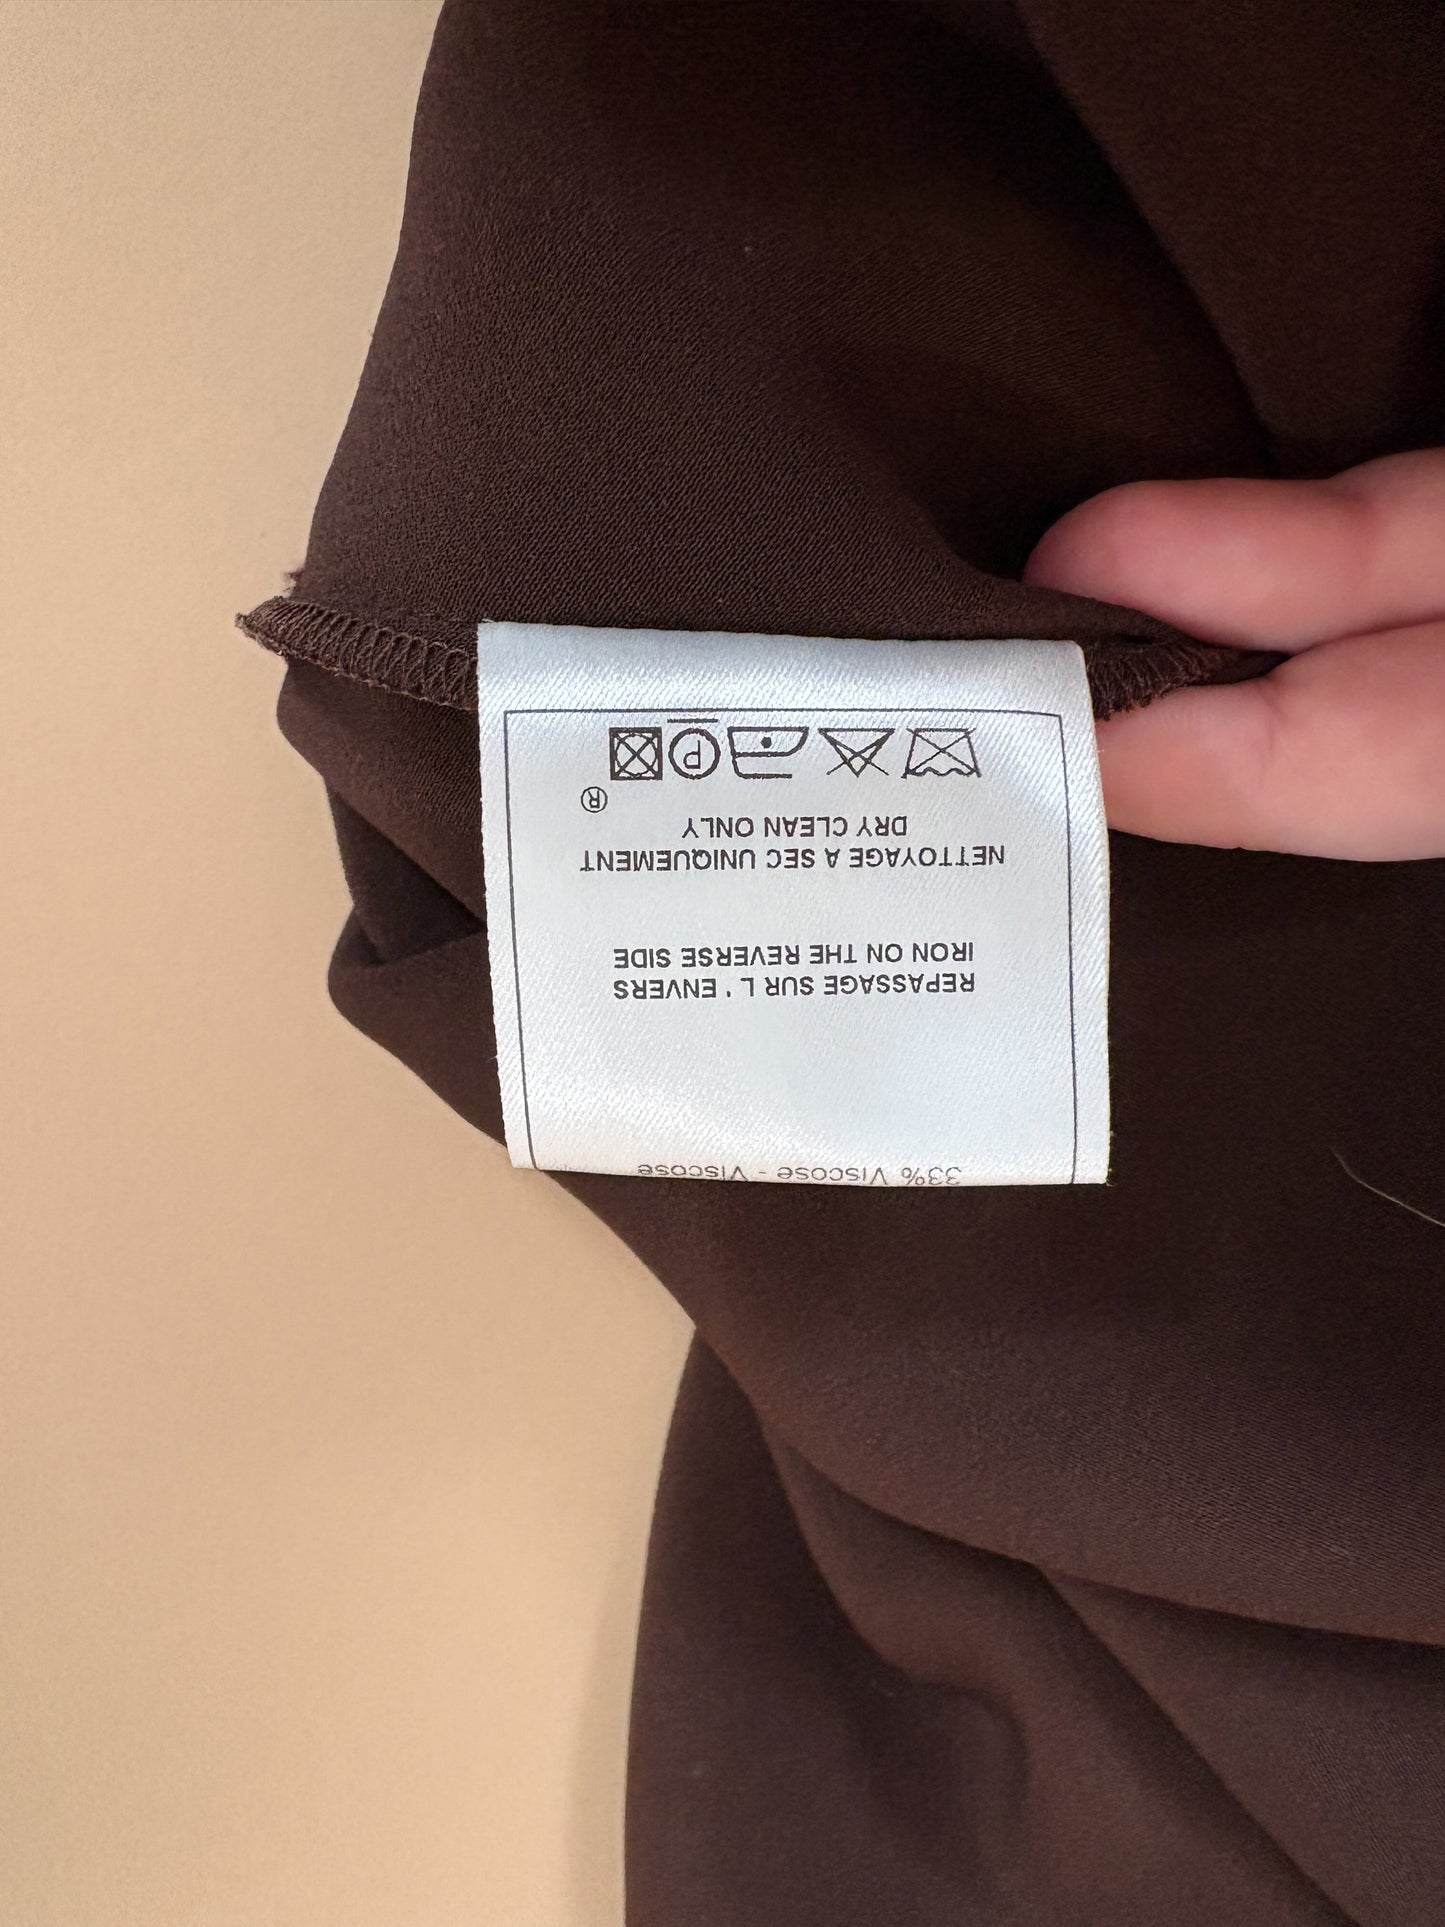 33% Viscose - Viscose
REPASSAGE SUR L ' ENVERS
IRON ON THE REVERSE SIDE
NETTOYAGE A SEC UNIQUEMENT
DRY CLEAN ONLY
®
P